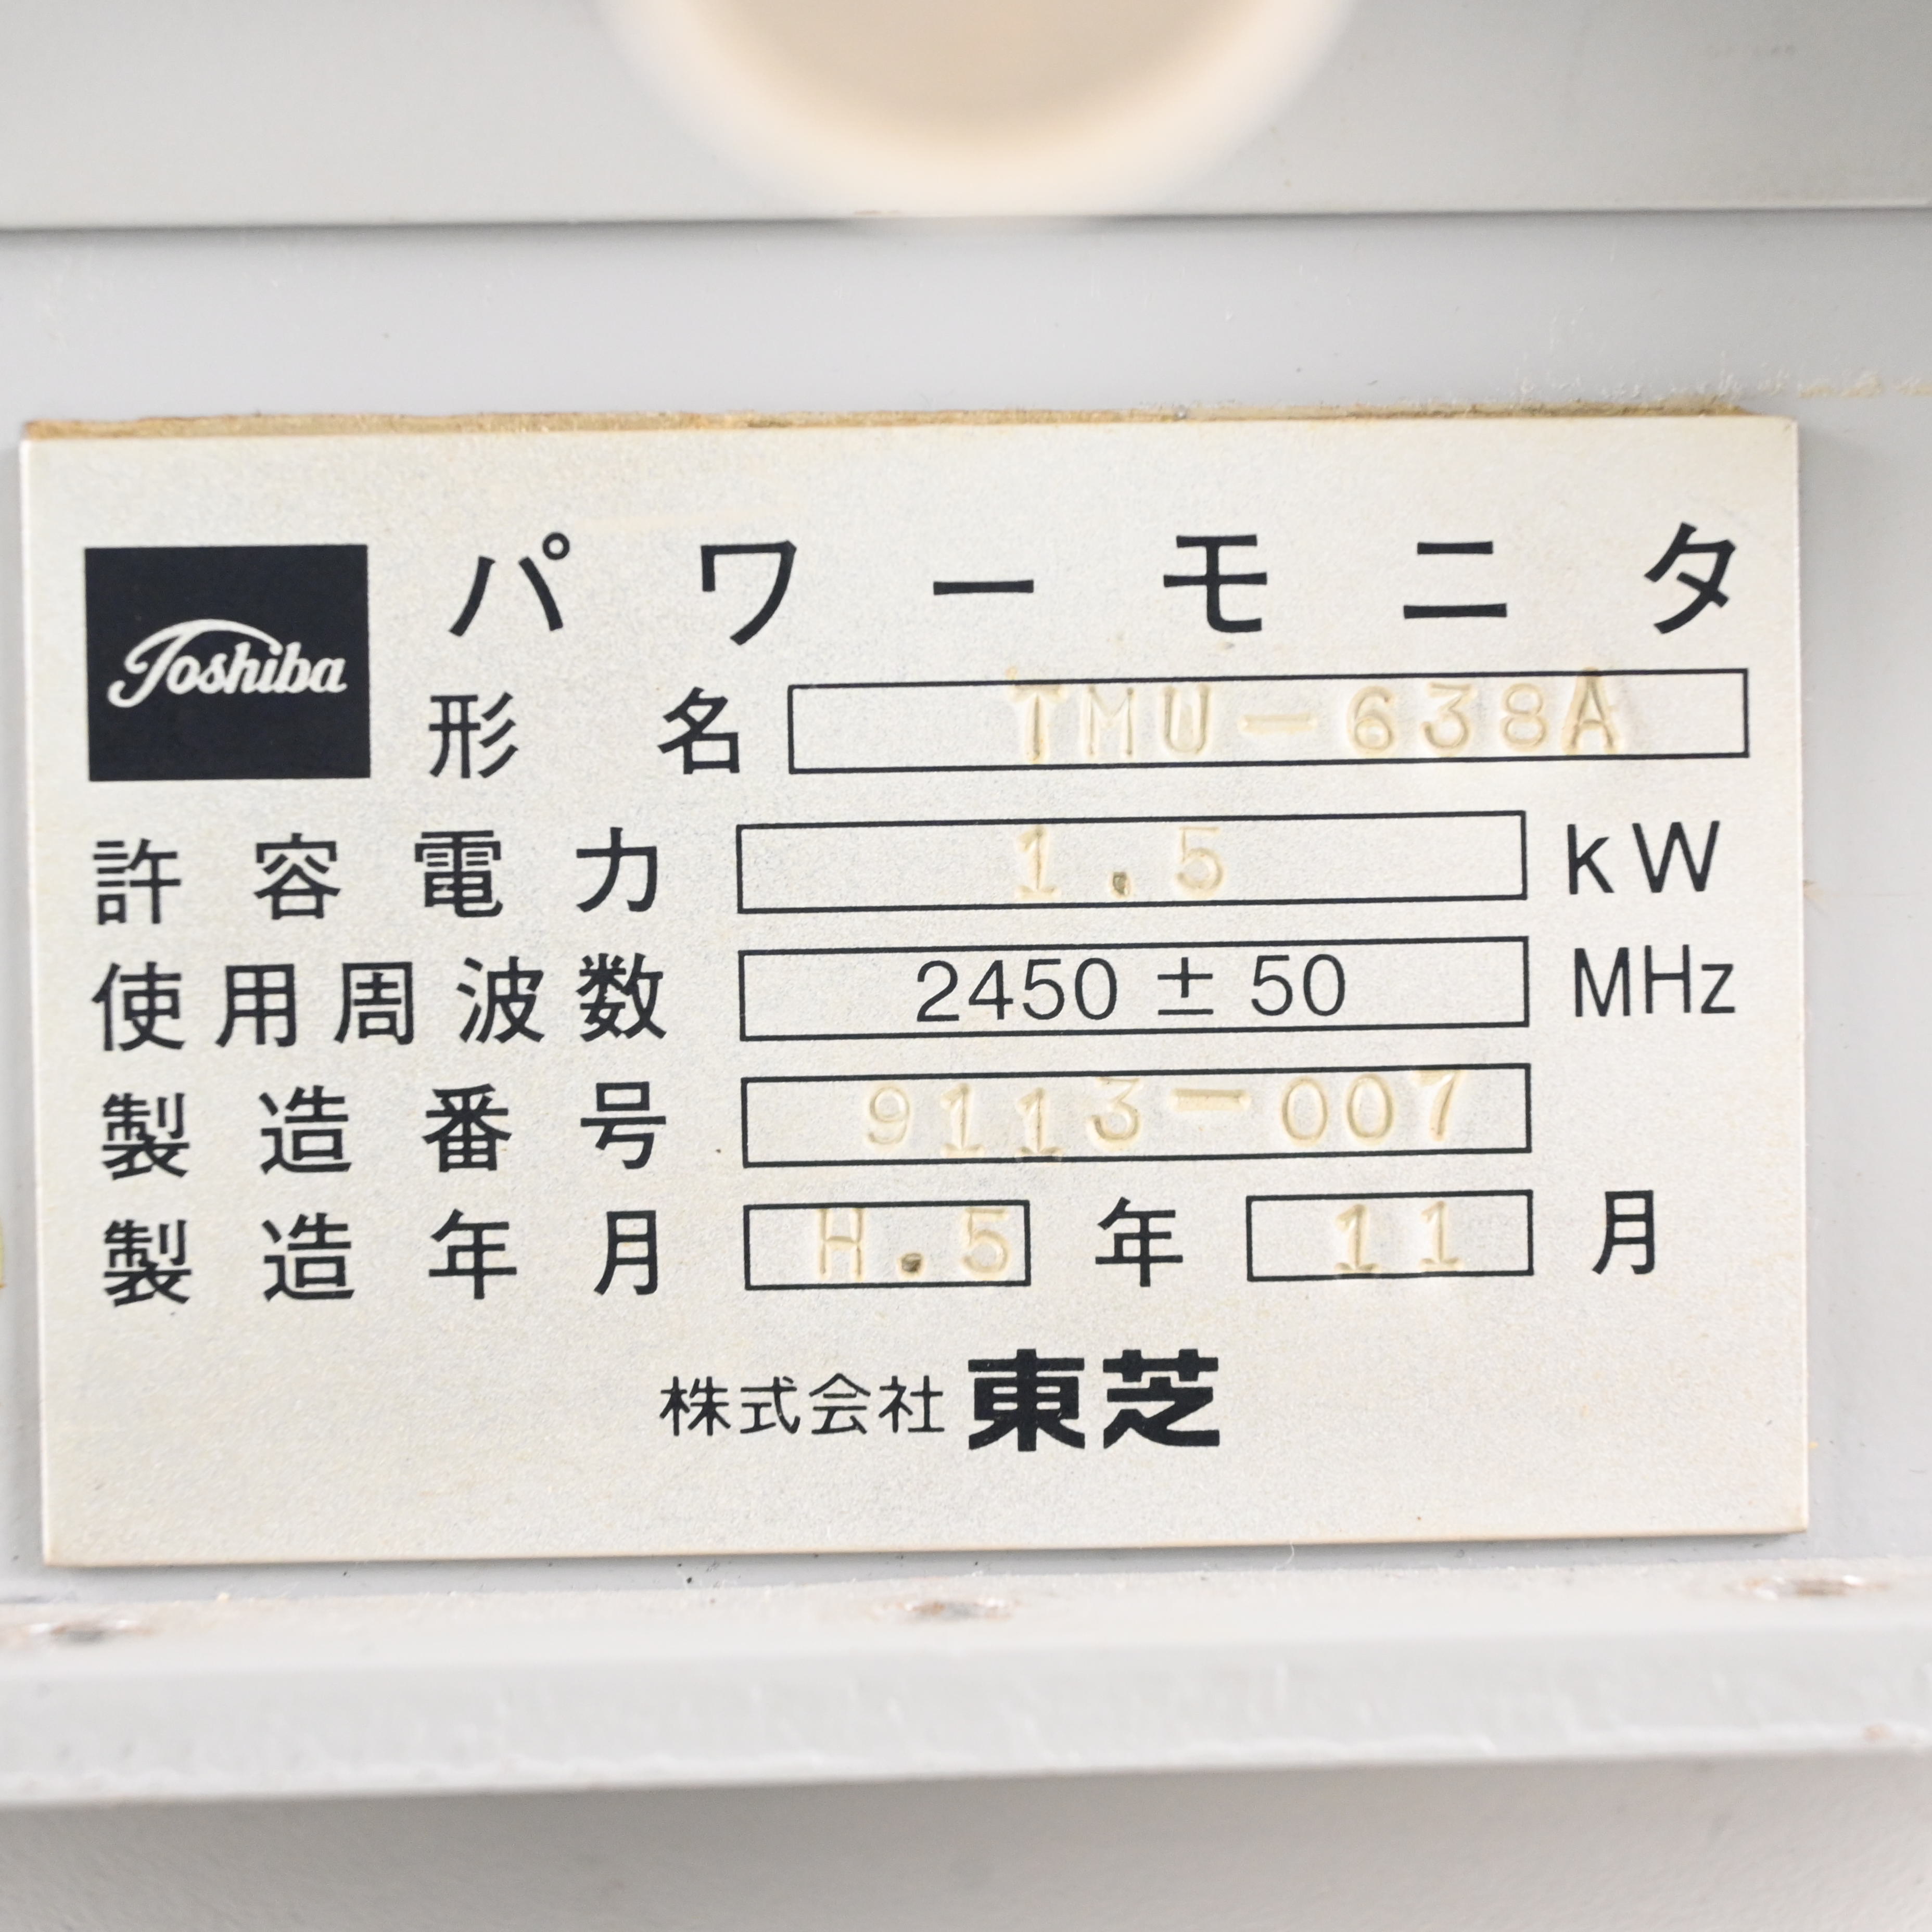 Toshiba
パワーモニタ
形名 TMU-638A
許容電力 1.5 kW
使用周波数 2450 ± 50 MHz
製造番号 9113-007
製造年月 H.5 年 11 月
株式会社 東芝